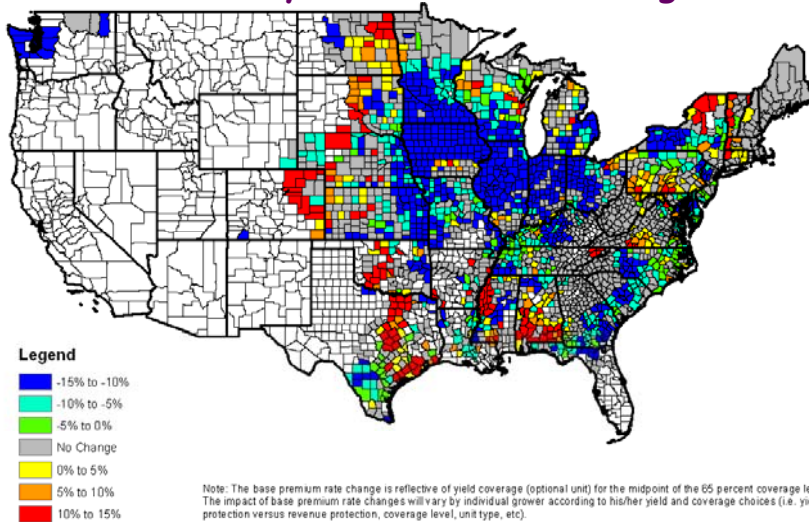 Legend
-15% to -10%
-10% to -5%
-5% to 0%
No Change
0% to 5%
5% to 10%
10% to 15%
Note: The base premium rate change is reflective of yield coverage (optional unit) for the midpoint of the 65 percent coverage le
The impact of base premium rate changes will vary by individual grower according to his/her yield and coverage choices (i.e. yie
protection versus revenue protection, coverage level, unit type, etc).